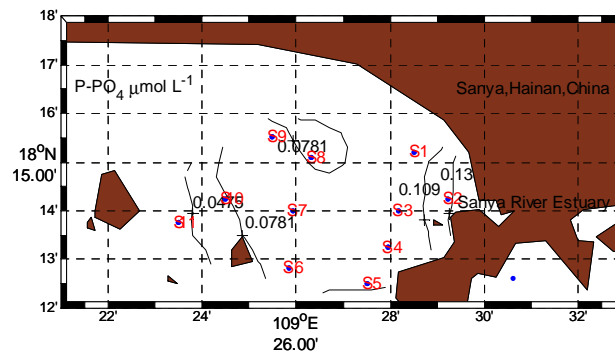 18'
17'
P-PO4 μmol L-1
Sanya,Hainan,China
16'
S9
0.0781
S1
S8
18oN
15.00'
0.13
0.109
0.0475
S10
S2
Sanya River Estuary
14'
S11
S7
S3
0.0781
S4
13'
S6
S5
12'
22'
24'
109oE
26.00'
28'
30'
32'